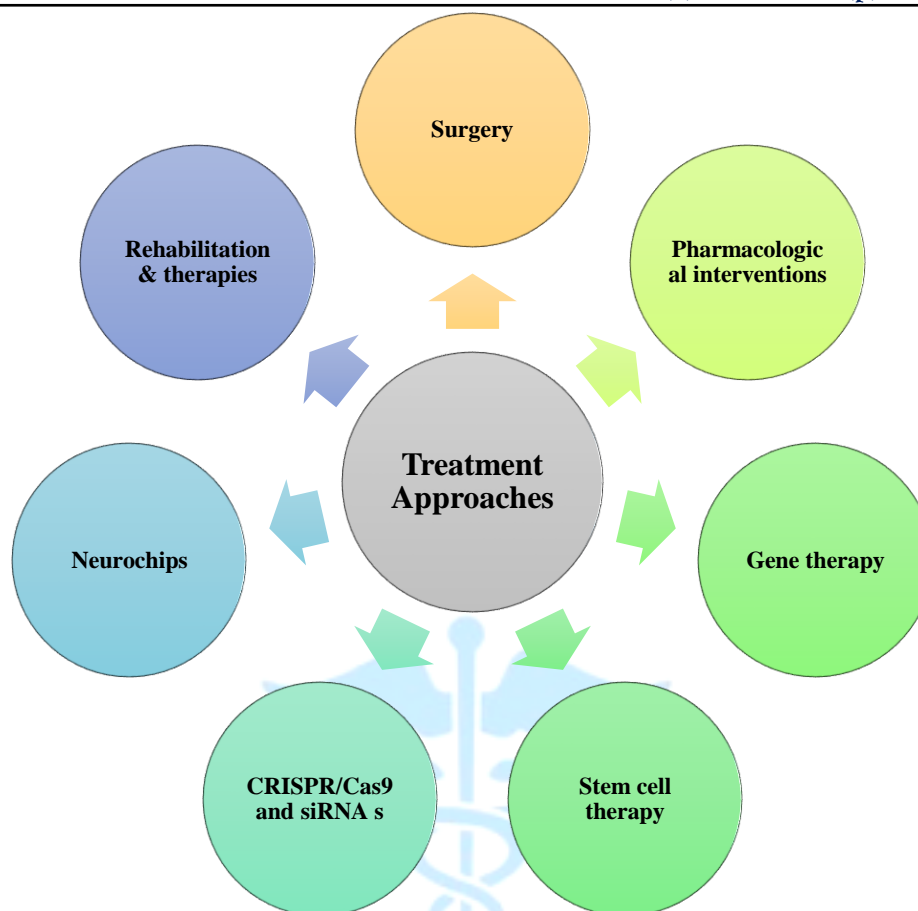 Surgery
Pharmacologic
al interventions
Gene therapy
Stem cell
therapy
CRISPR/Cas9
and siRNA s
Neurochips
Rehabilitation
& therapies
Treatment
Approaches